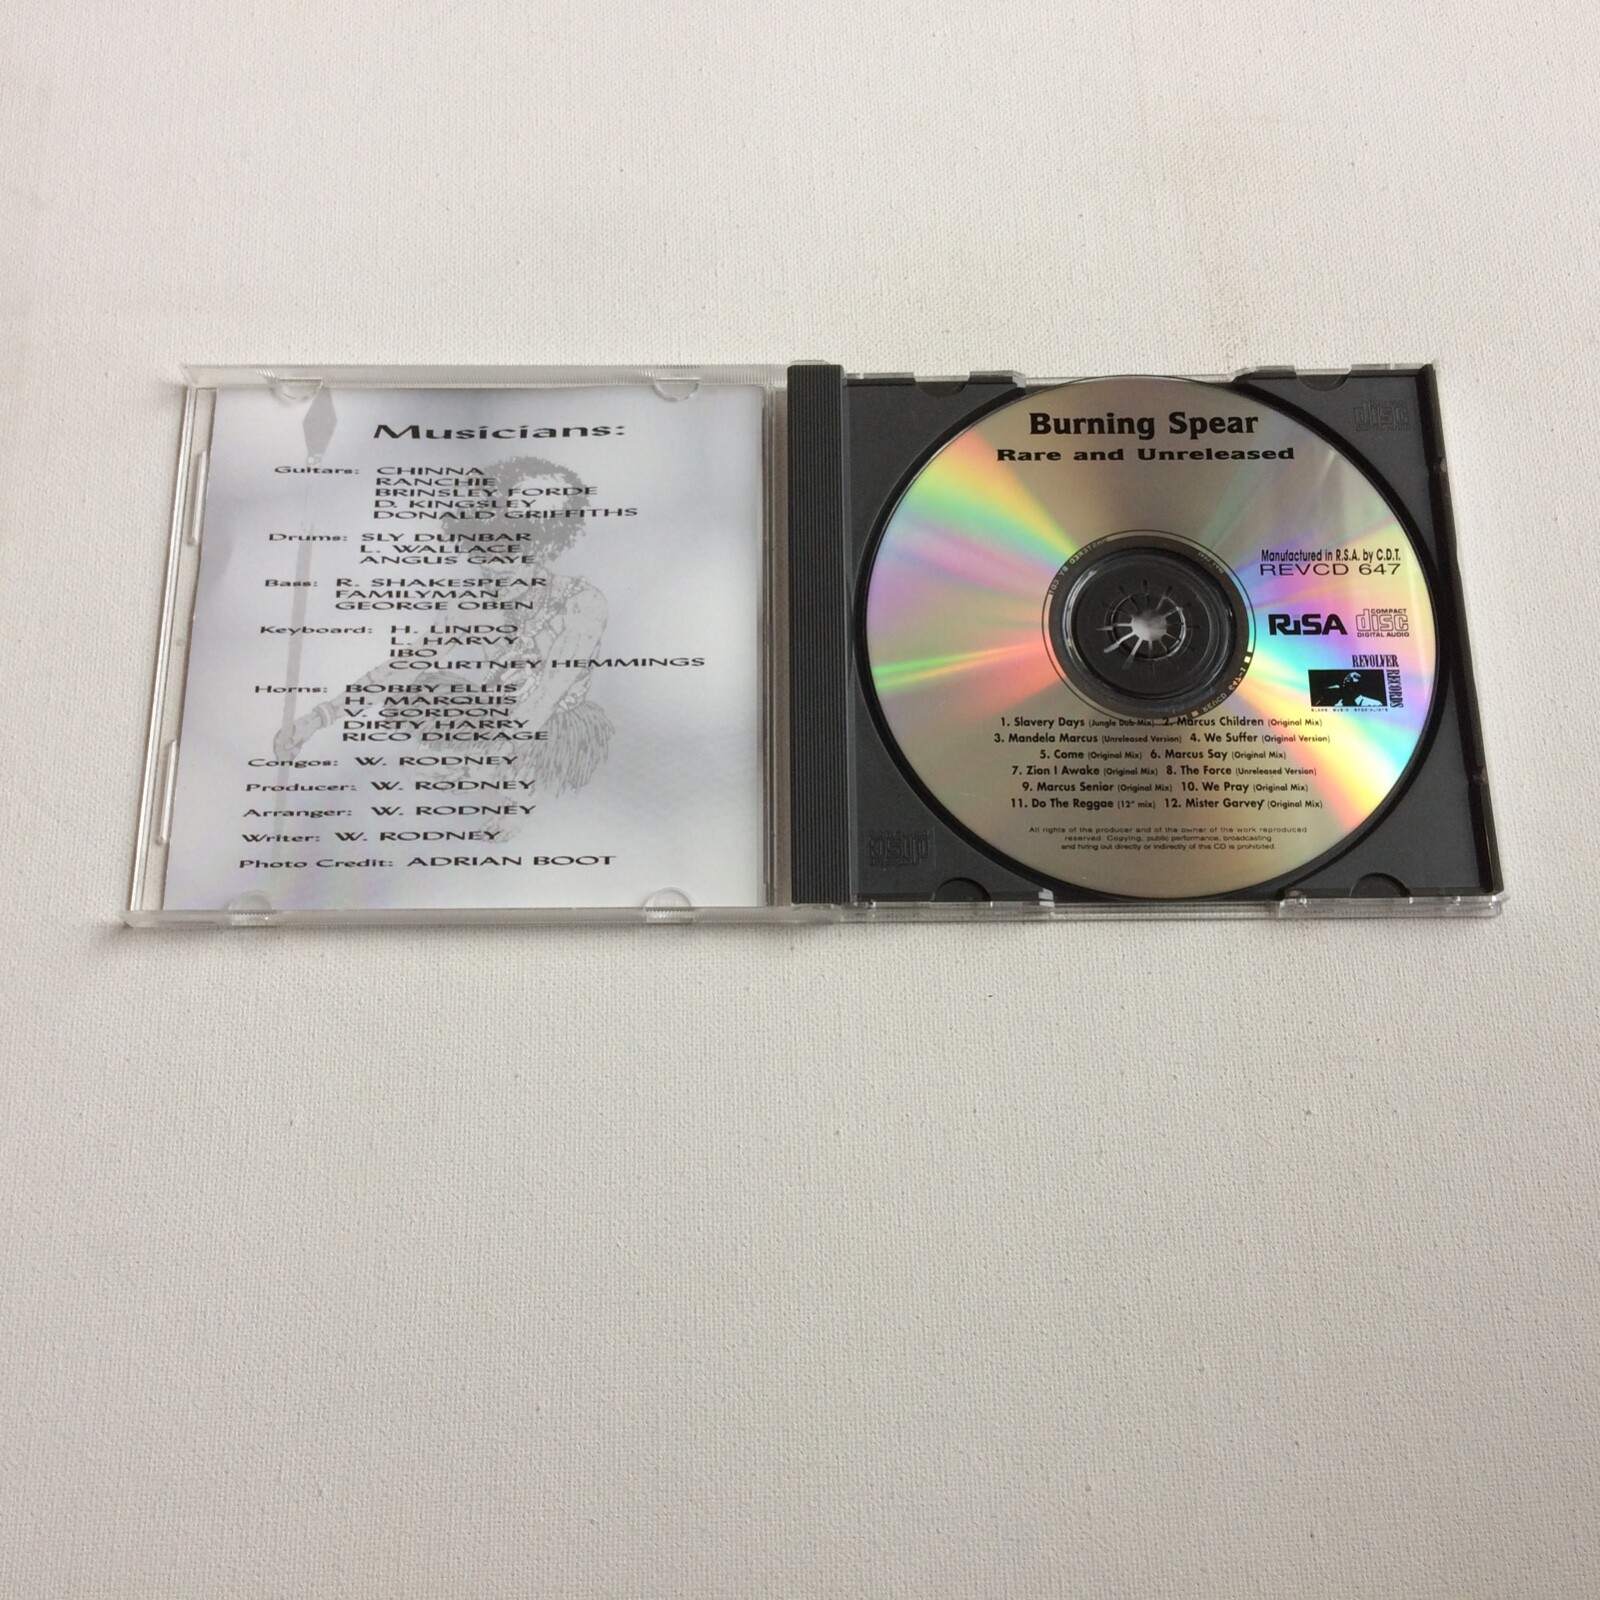 Musicians:
Guitars: CHINNA
RANCHIE
BRINSLEY FORDE
D. KINGSLEY
DONALD GRIFFITHS
Drums: SLY DUNBAR
L. WALLACE
ANGUS GAYE
Bass: R. SHAKESPEAR
FAMILYMAN
GEORGE OBEN
Keyboard: H. LINDO
L. HARVY
IBO
COURTNEY HEMMINGS
Horns: BOBBY ELLIS
H. MARQUIS
V. GORDON
DIRTY HARRY
RICO DICKAGE
Congos: W. RODNEY
Producer: W. RODNEY
Arranger: W. RODNEY
Writer: W. RODNEY
Photo Credit: ADRIAN BOOT
Burning Spear
Rare and Unreleased
Manufactured in R.S.A. by C.D.T.
REVCD 647
RiSA
COMPACT
disc
DIGITAL AUDIO
REVOLVER
RECORDS
BLACK MUSIC SPECIALISTS
1. Slavery Days (Jungle Dub Mix) 2. Marcus Children (Original Mix)
3. Mandela Marcus (Unreleased Version) 4. We Suffer (Original Version)
5. Come (Original Mix) 6. Marcus Say (Original Mix)
7. Zion I Awake (Original Mix) 8. The Force (Unreleased Version)
9. Marcus Senior (Original Mix) 10. We Pray (Original Mix)
11. Do The Reggae (12" mix) 12. Mister Garvey (Original Mix)
All rights of the producer and of the owner of the work reproduced
reserved. Copying, public performance, broadcasting
and hiring out directly or indirectly of this CD is prohibited.
disc
disc